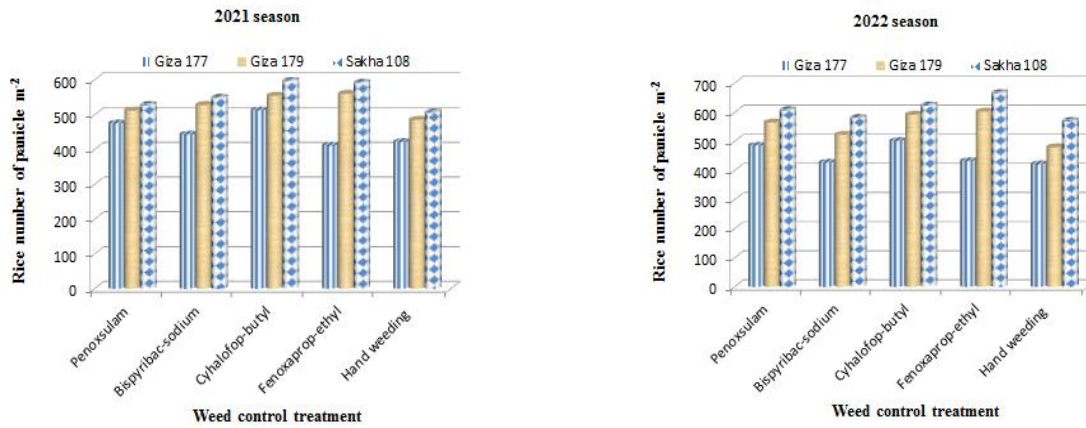 2021 season
Giza 177 Giza 179 Sakha 108
Rice number of panicle m-2
600
500
400
300
200
100
0
Penoxsulam
Bispyribac-sodium
Cyhalofop-butyl
Fenoxaprop-ethyl
Hand weeding
Weed control treatment
2022 season
Giza 177 Giza 179 Sakha 108
Rice number of panicle m-2
700
600
500
400
300
200
100
0
Penoxsulam
Bispyribac-sodium
Cyhalofop-butyl
Fenoxaprop-ethyl
Hand weeding
Weed control treatment